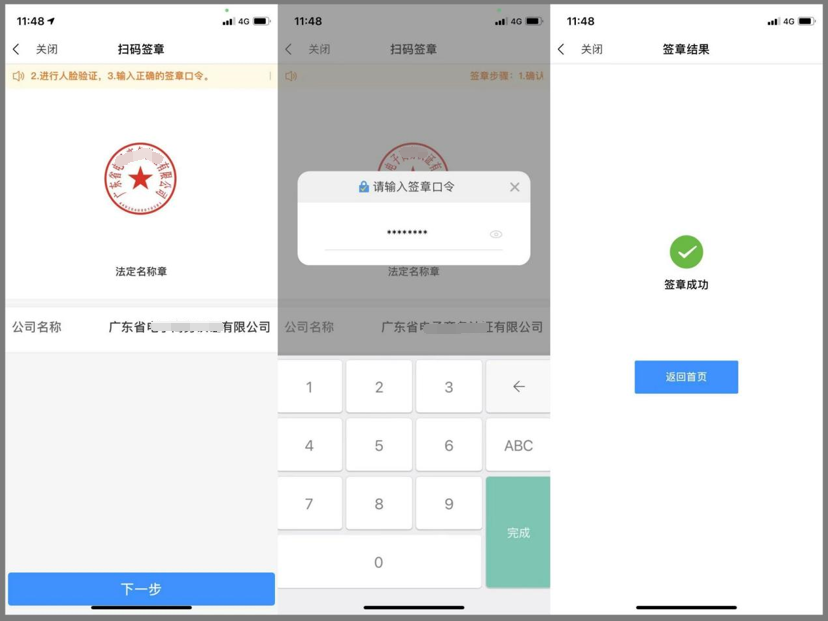 11:48
4G
关闭
扫码签章
2.进行人脸验证，3.输入正确的签章口令。
法定名称章
公司名称
广东省电
有限公司
下一步
11:48
4G
关闭
扫码签章
签章步骤：1.确认
请输入签章口令
••••••••
法定名称章
公司名称
广东省电子商务
证有限公司
1
2
3
4
5
6
ABC
7
8
9
完成
0
11:48
4G
关闭
签章结果
签章成功
返回首页